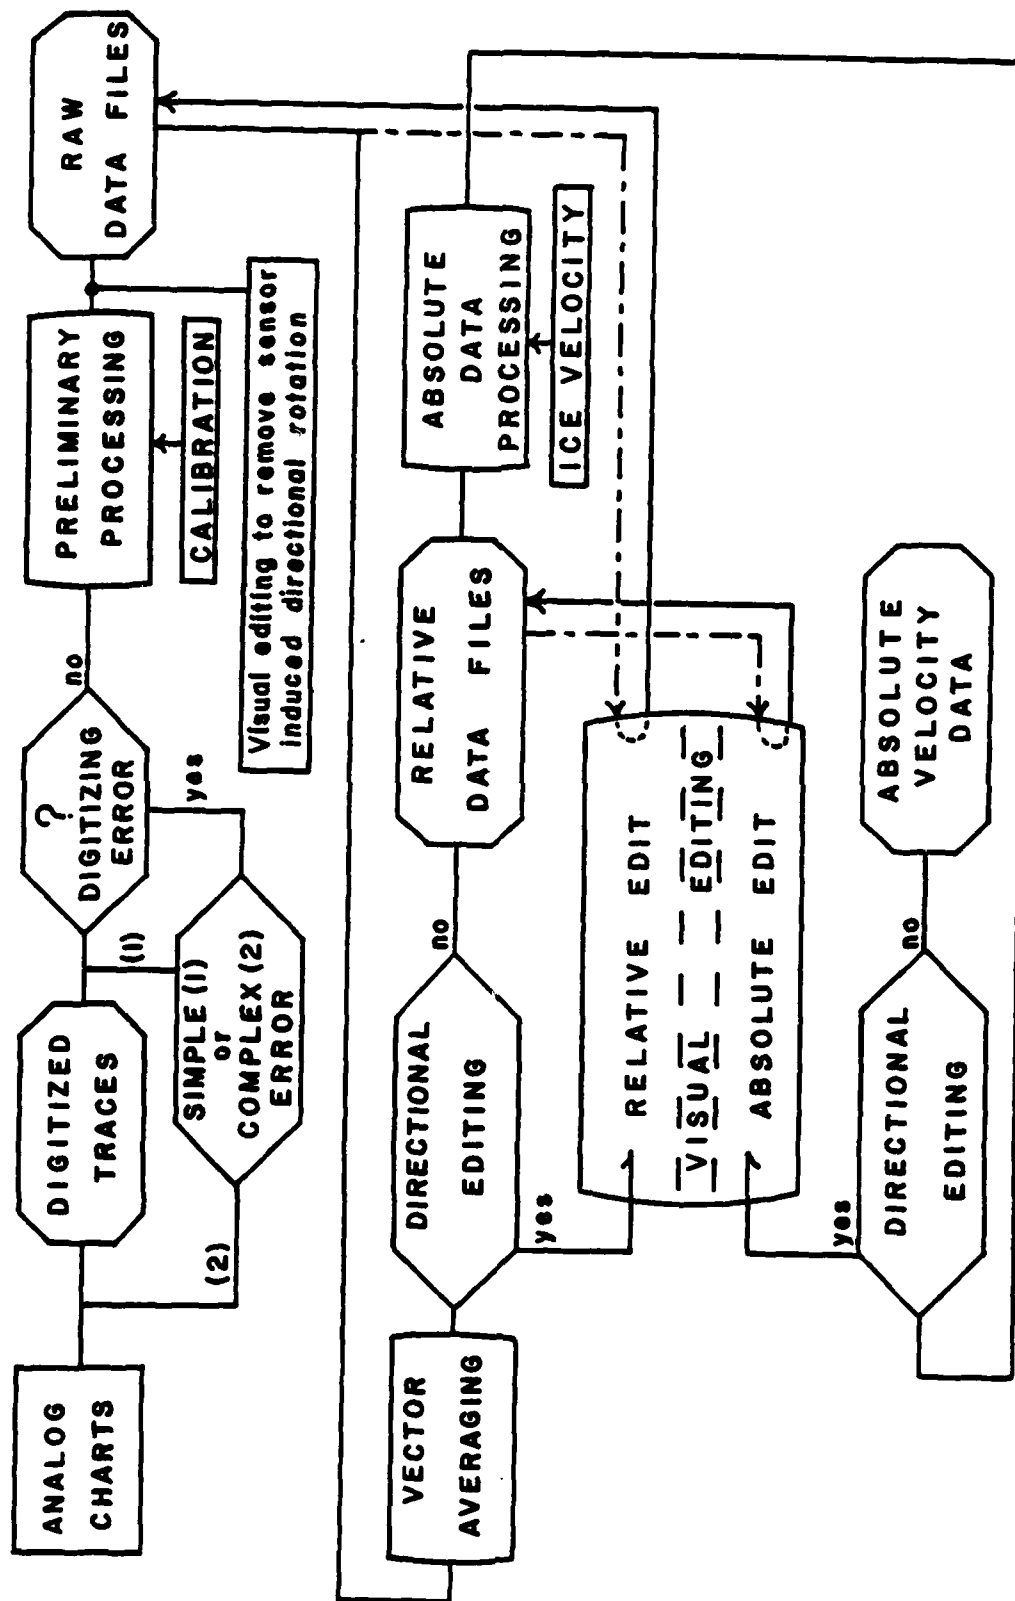 ANALOG
CHARTS
DIGITIZED
TRACES
?
DIGITIZING
ERROR
no
PRELIMINARY
PROCESSING
RAW
DATA FILES
(1)
yes
(2)
SIMPLE (1)
or
COMPLEX (2)
ERROR
CALIBRATION
Visual editing to remove sensor
induced directional rotation
VECTOR
AVERAGING
DIRECTIONAL
EDITING
no
yes
RELATIVE
DATA FILES
ABSOLUTE
DATA
PROCESSING
ICE VELOCITY
RELATIVE EDIT
VISUAL EDITING
ABSOLUTE EDIT
yes
DIRECTIONAL
EDITING
no
ABSOLUTE
VELOCITY
DATA